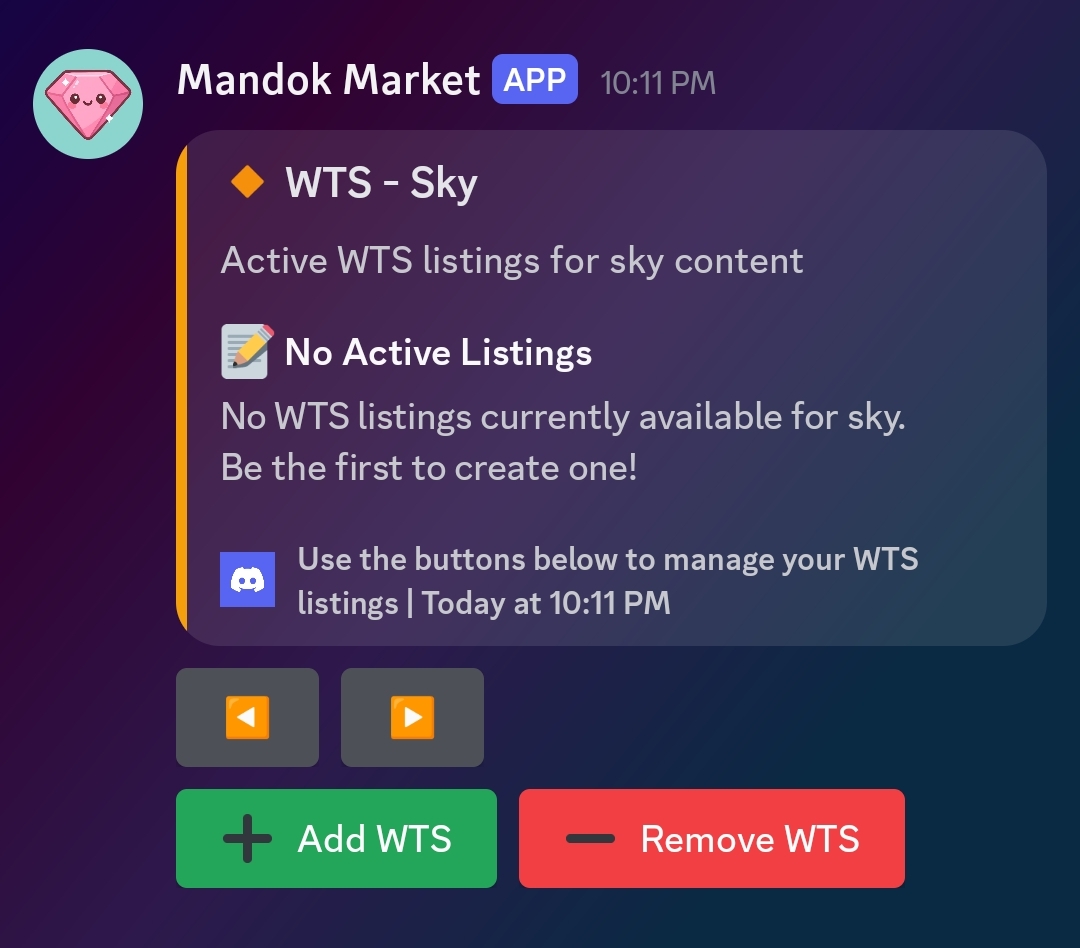 Mandok Market APP 10:11 PM
WTS - Sky
Active WTS listings for sky content
No Active Listings
No WTS listings currently available for sky.
Be the first to create one!
Use the buttons below to manage your WTS
listings | Today at 10:11 PM
Add WTS
Remove WTS